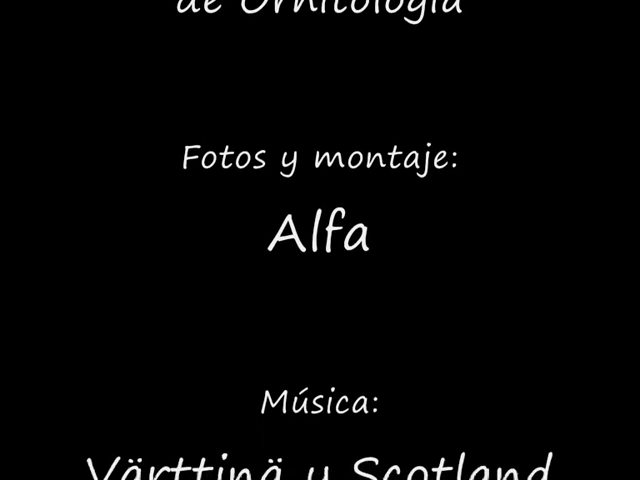 de Ornitología
Fotos y montaje:
Alfa
Música:
Värttinä y Scotland